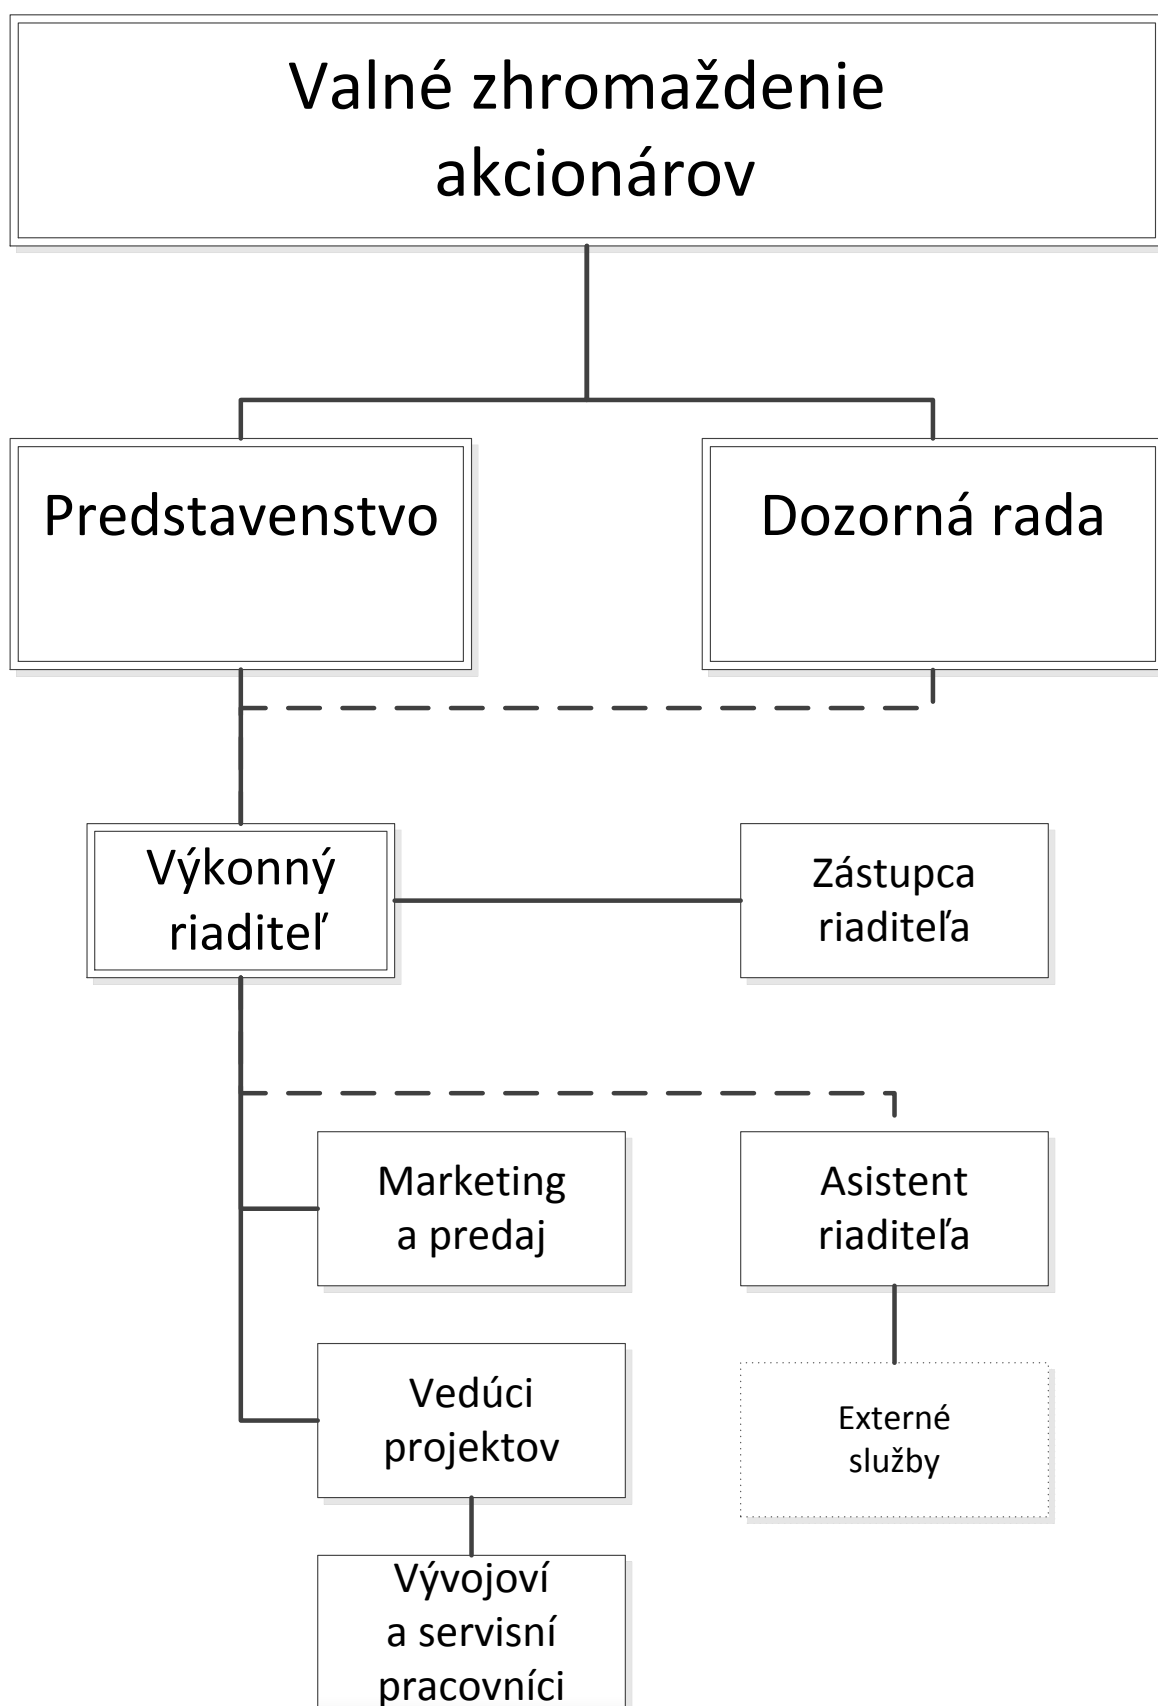 Valné zhromaždenie
akcionárov
Predstavenstvo
Dozorná rada
Výkonný
riaditeľ
Zástupca
riaditeľa
Marketing
a predaj
Asistent
riaditeľa
Vedúci
projektov
Externé
služby
Vývojoví
a servisní
pracovníci